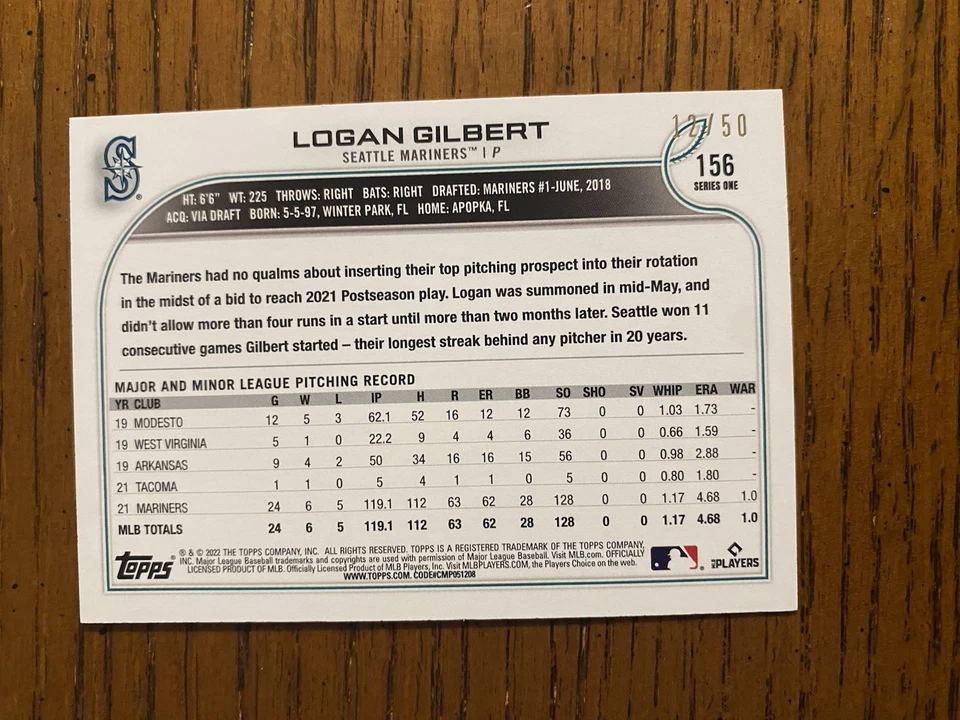 12/50
LOGAN GILBERT
SEATTLE MARINERS™ | P
156
SERIES ONE
HT: 6'6" WT: 225 THROWS: RIGHT BATS: RIGHT DRAFTED: MARINERS #1-JUNE, 2018
ACQ: VIA DRAFT BORN: 5-5-97, WINTER PARK, FL HOME: APOPKA, FL
The Mariners had no qualms about inserting their top pitching prospect into their rotation
in the midst of a bid to reach 2021 Postseason play. Logan was summoned in mid-May, and
didn't allow more than four runs in a start until more than two months later. Seattle won 11
consecutive games Gilbert started – their longest streak behind any pitcher in 20 years.
MAJOR AND MINOR LEAGUE PITCHING RECORD
YR CLUB G W L IP H R ER BB SO SHO SV WHIP ERA WAR
19 MODESTO 12 5 3 62.1 52 16 12 12 73 0 0 1.03 1.73 -
19 WEST VIRGINIA 5 1 0 22.2 9 4 4 6 36 0 0 0.66 1.59 -
19 ARKANSAS 9 4 2 50 34 16 16 15 56 0 0 0.98 2.88 -
21 TACOMA 1 1 0 5 4 1 1 0 5 0 0 0.80 1.80 -
21 MARINERS 24 6 5 119.1 112 63 62 28 128 0 0 1.17 4.68 1.0
MLB TOTALS 24 6 5 119.1 112 63 62 28 128 0 0 1.17 4.68 1.0
Topps ® & © 2022 THE TOPPS COMPANY, INC. ALL RIGHTS RESERVED. TOPPS IS A REGISTERED TRADEMARK OF THE TOPPS COMPANY,
INC. Major League Baseball trademarks and copyrights are used with permission of Major League Baseball. Visit MLB.com. OFFICIALLY
LICENSED PRODUCT OF MLB. Officially Licensed Product of MLB Players, Inc. Visit MLBPLAYERS.COM, the Players Choice on the web.
WWW.TOPPS.COM. CODE#CMP051208
MLB PLAYERS